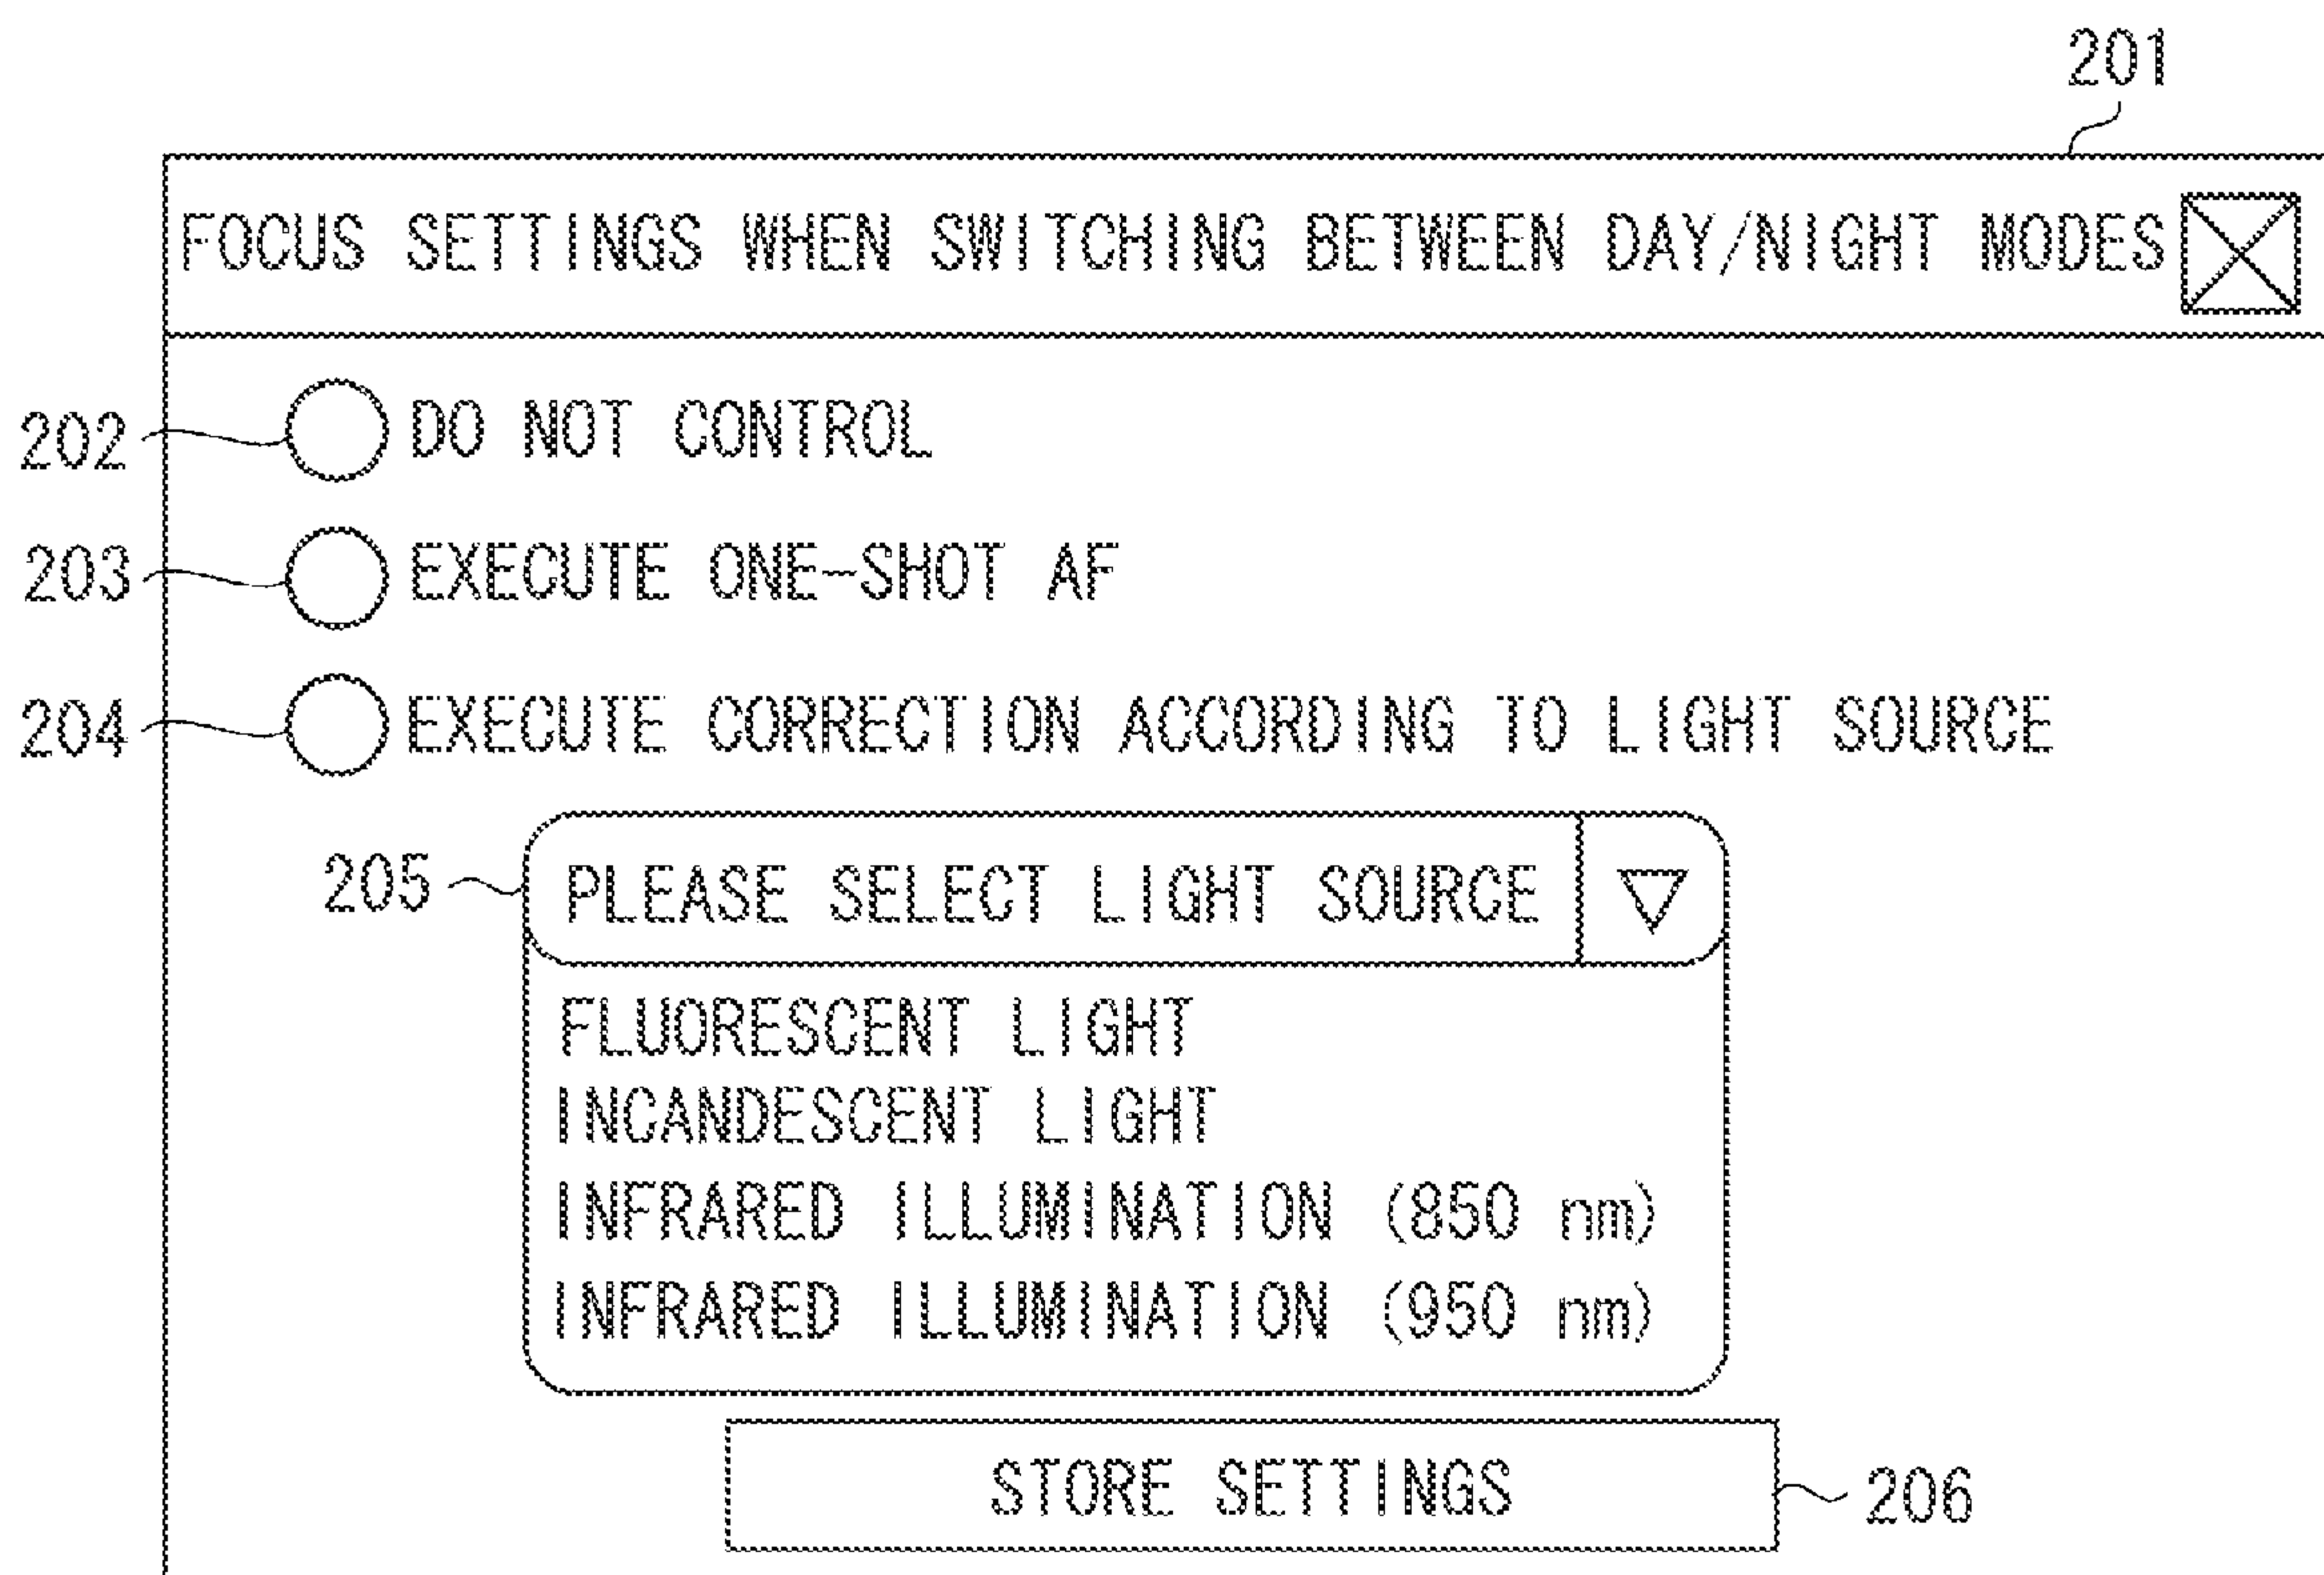 201
FOCUS SETTINGS WHEN SWITCHING BETWEEN DAY/NIGHT MODES
202 DO NOT CONTROL
203 EXECUTE ONE-SHOT AF
204 EXECUTE CORRECTION ACCORDING TO LIGHT SOURCE
205 PLEASE SELECT LIGHT SOURCE
FLUORESCENT LIGHT
INCANDESCENT LIGHT
INFRARED ILLUMINATION (850 nm)
INFRARED ILLUMINATION (950 nm)
STORE SETTINGS 206